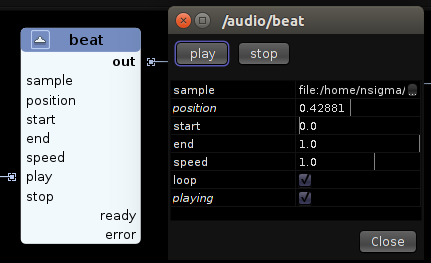 beat
out
sample
position
start
end
speed
play
stop
ready
error
/audio/beat
play stop
sample file:/home/nsigma/ ...
position 0.42881
start 0.0
end 1.0
speed 1.0
loop
playing
Close